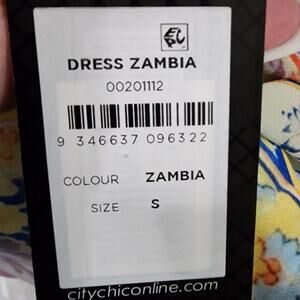 DRESS ZAMBIA
00201112
9 346637 096322
COLOUR ZAMBIA
SIZE S
citychiconline.com